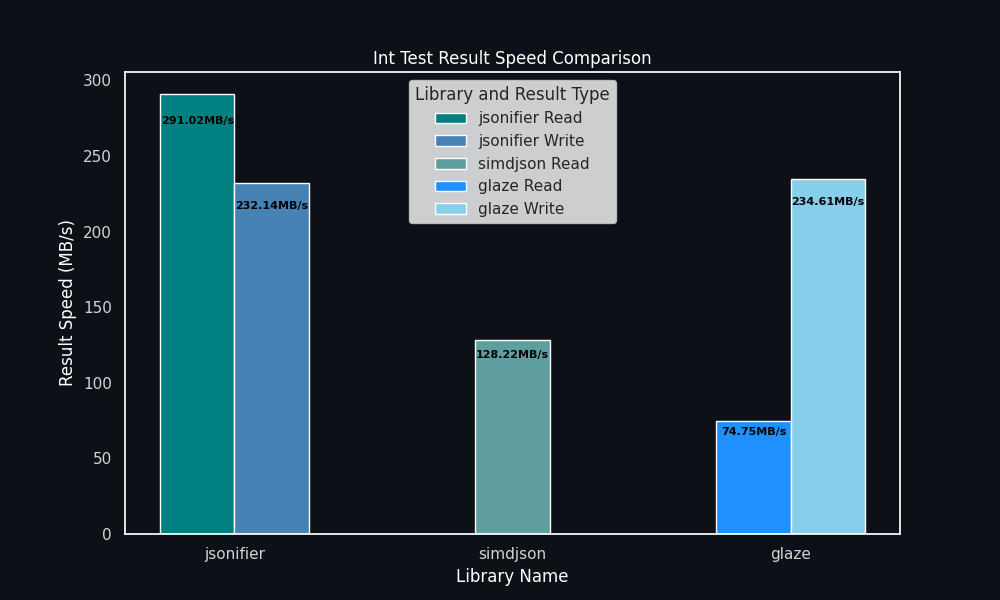 Int Test Result Speed Comparison
Library and Result Type
jsonifier Read
jsonifier Write
simdjson Read
glaze Read
glaze Write
300
250
200
150
100
50
0
Result Speed (MB/s)
291.02MB/s
232.14MB/s
128.22MB/s
74.75MB/s
234.61MB/s
jsonifier simdjson glaze
Library Name